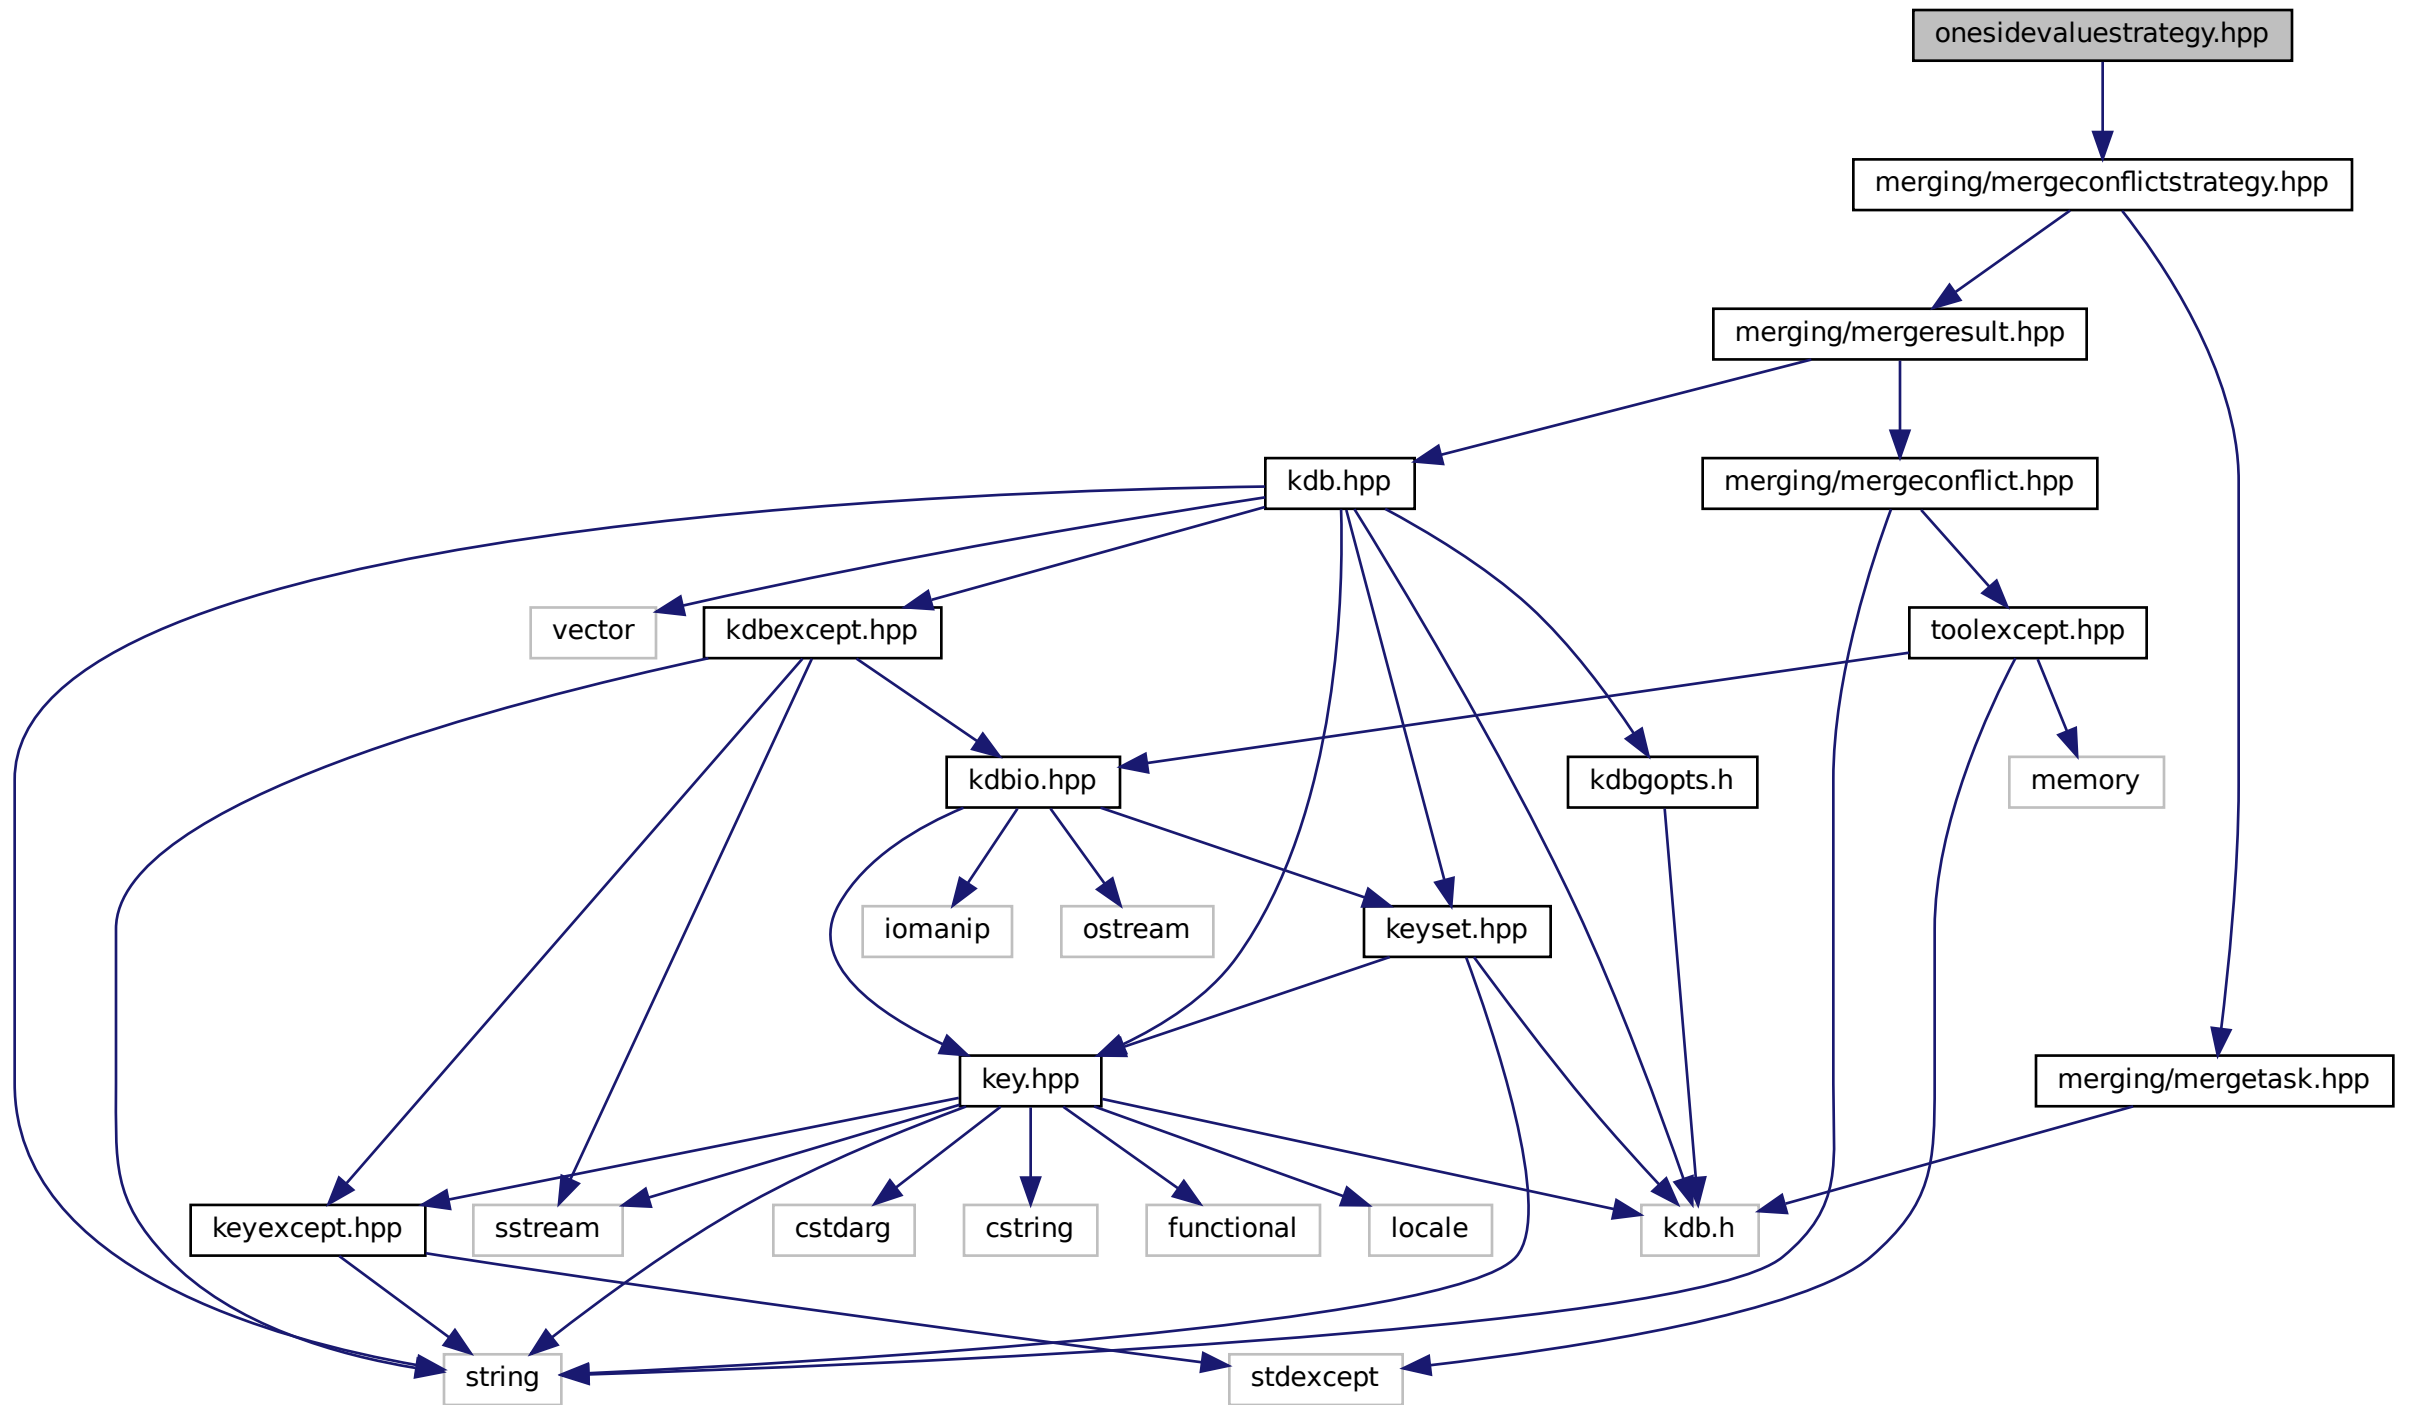 onesidevaluestrategy.hpp
merging/mergeconflictstrategy.hpp
merging/mergeresult.hpp
kdb.hpp
merging/mergeconflict.hpp
vector
kdbexcept.hpp
toolexcept.hpp
kdbio.hpp
kdbgopts.h
memory
iomanip
ostream
keyset.hpp
key.hpp
merging/mergetask.hpp
keyexcept.hpp
sstream
cstdarg
cstring
functional
locale
kdb.h
string
stdexcept